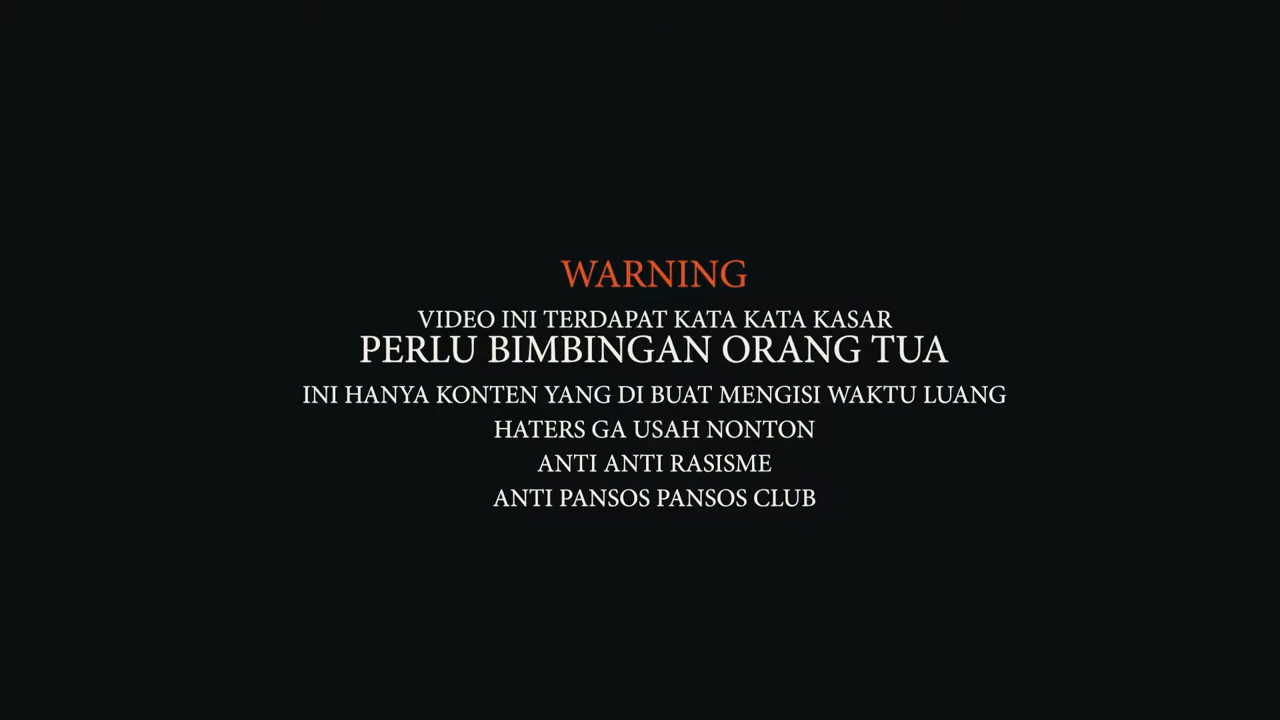 WARNING
VIDEO INI TERDAPAT KATA KATA KASAR
PERLU BIMBINGAN ORANG TUA
INI HANYA KONTEN YANG DI BUAT MENGISI WAKTU LUANG
HATERS GA USAH NONTON
ANTI ANTI RASISME
ANTI PANSOS PANSOS CLUB